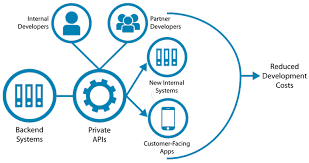 Internal
Developers
Partner
Developers
New Internal
Systems
Reduced
Development
Costs
Backend
Systems
Private
APIs
Customer-Facing
Apps